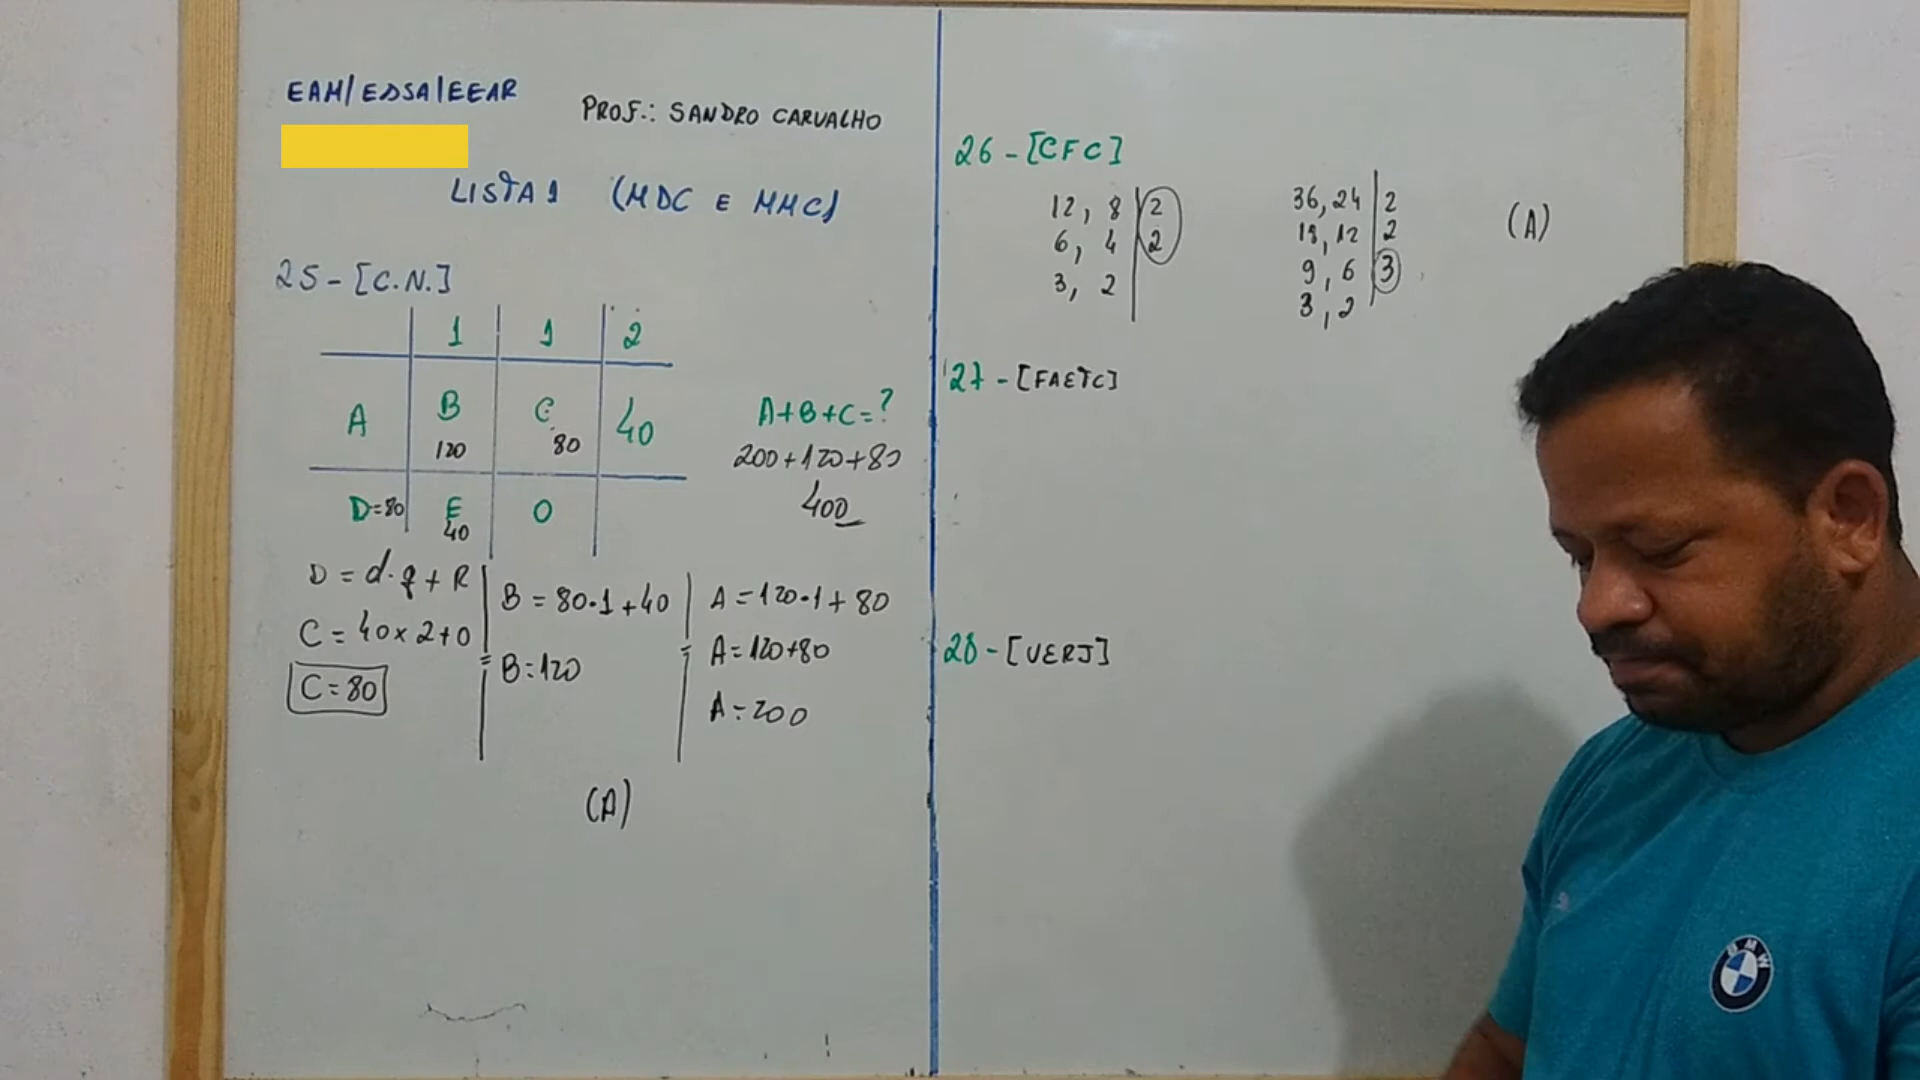 EAM/EDSA/EEAR
PROF.: SANDRO CARVALHO
LISTA 1 (MDC E MMC)
25-[C.N.]
1 1 2
A B C 40
120 80
D=80 E 0
40
A+B+C=?
200+120+80
400
D = d.q+R
C = 40x2+0
C=80
B = 80.1+40
B=120
A=120.1+80
A=120+80
A=200
(A)
26-[CFC]
12, 8 | 2
6, 4 | 2
3, 2
36,24 | 2
18,12 | 2
9,6 | 3
3,2
(A)
27-[FAETC]
28-[UERJ]
BMW